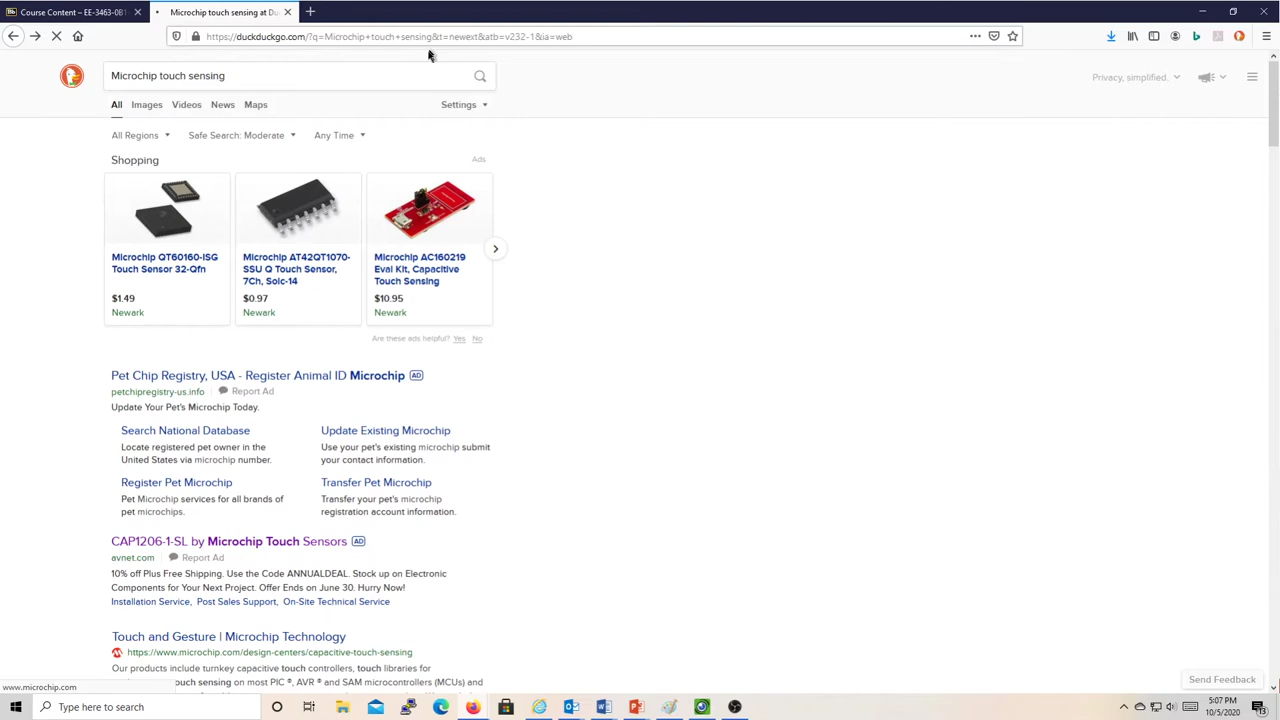 Course Content – EE-3463-0B1
Microchip touch sensing at Du
https://duckduckgo.com/?q=Microchip+touch+sensing&t=newext&atb=v232-1&ia=web
Microchip touch sensing
Privacy, simplified.
All Images Videos News Maps Settings
All Regions Safe Search: Moderate Any Time
Shopping Ads
Microchip QT60160-ISG Touch Sensor 32-Qfn
$1.49
Newark
Microchip AT42QT1070-SSU Q Touch Sensor, 7Ch, Soic-14
$0.97
Newark
Microchip AC160219 Eval Kit, Capacitive Touch Sensing
$10.95
Newark
Are these ads helpful? Yes No
Pet Chip Registry, USA - Register Animal ID Microchip AD
petchipregistry-us.info Report Ad
Update Your Pet's Microchip Today.
Search National Database
Locate registered pet owner in the
United States via microchip number.
Update Existing Microchip
Use your pet's existing microchip submit
your contact information.
Register Pet Microchip
Pet Microchip services for all brands of
pet microchips.
Transfer Pet Microchip
Transfer your pet's microchip
registration account information.
CAP1206-1-SL by Microchip Touch Sensors AD
avnet.com Report Ad
10% off Plus Free Shipping. Use the Code ANNUALDEAL. Stock up on Electronic
Components for Your Next Project. Offer Ends on June 30. Hurry Now!
Installation Service, Post Sales Support, On-Site Technical Service
Touch and Gesture | Microchip Technology
https://www.microchip.com/design-centers/capacitive-touch-sensing
Our products include turnkey capacitive touch controllers, touch libraries for
touch sensing on most PIC ®, AVR ® and SAM microcontrollers (MCUs) and
Send Feedback
www.microchip.com
Type here to search
5:07 PM
10/5/2020
13